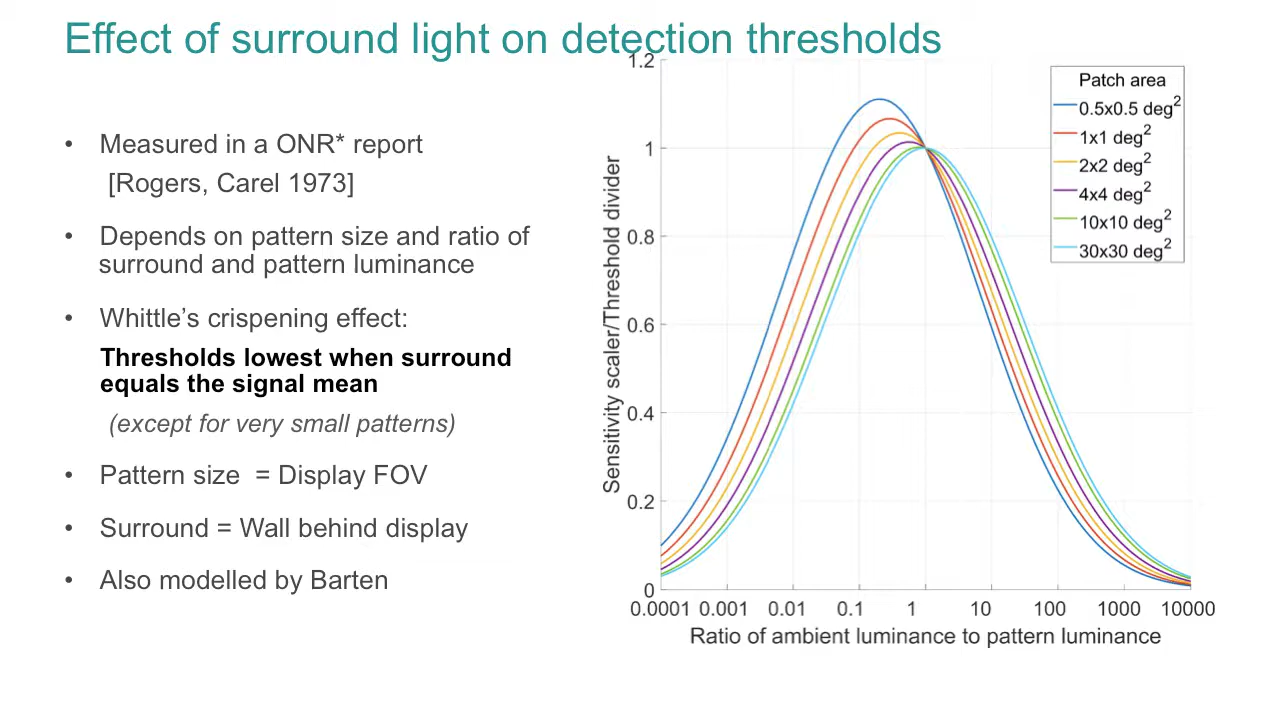 Effect of surround light on detection thresholds
• Measured in a ONR* report
[Rogers, Carel 1973]
• Depends on pattern size and ratio of
surround and pattern luminance
• Whittle’s crispening effect:
Thresholds lowest when surround
equals the signal mean
(except for very small patterns)
• Pattern size = Display FOV
• Surround = Wall behind display
• Also modelled by Barten
Sensitivity scaler/Threshold divider
1.2
1
0.8
0.6
0.4
0.2
0
0.0001 0.001 0.01 0.1 1 10 100 1000 10000
Ratio of ambient luminance to pattern luminance
Patch area
0.5x0.5 deg2
1x1 deg2
2x2 deg2
4x4 deg2
10x10 deg2
30x30 deg2